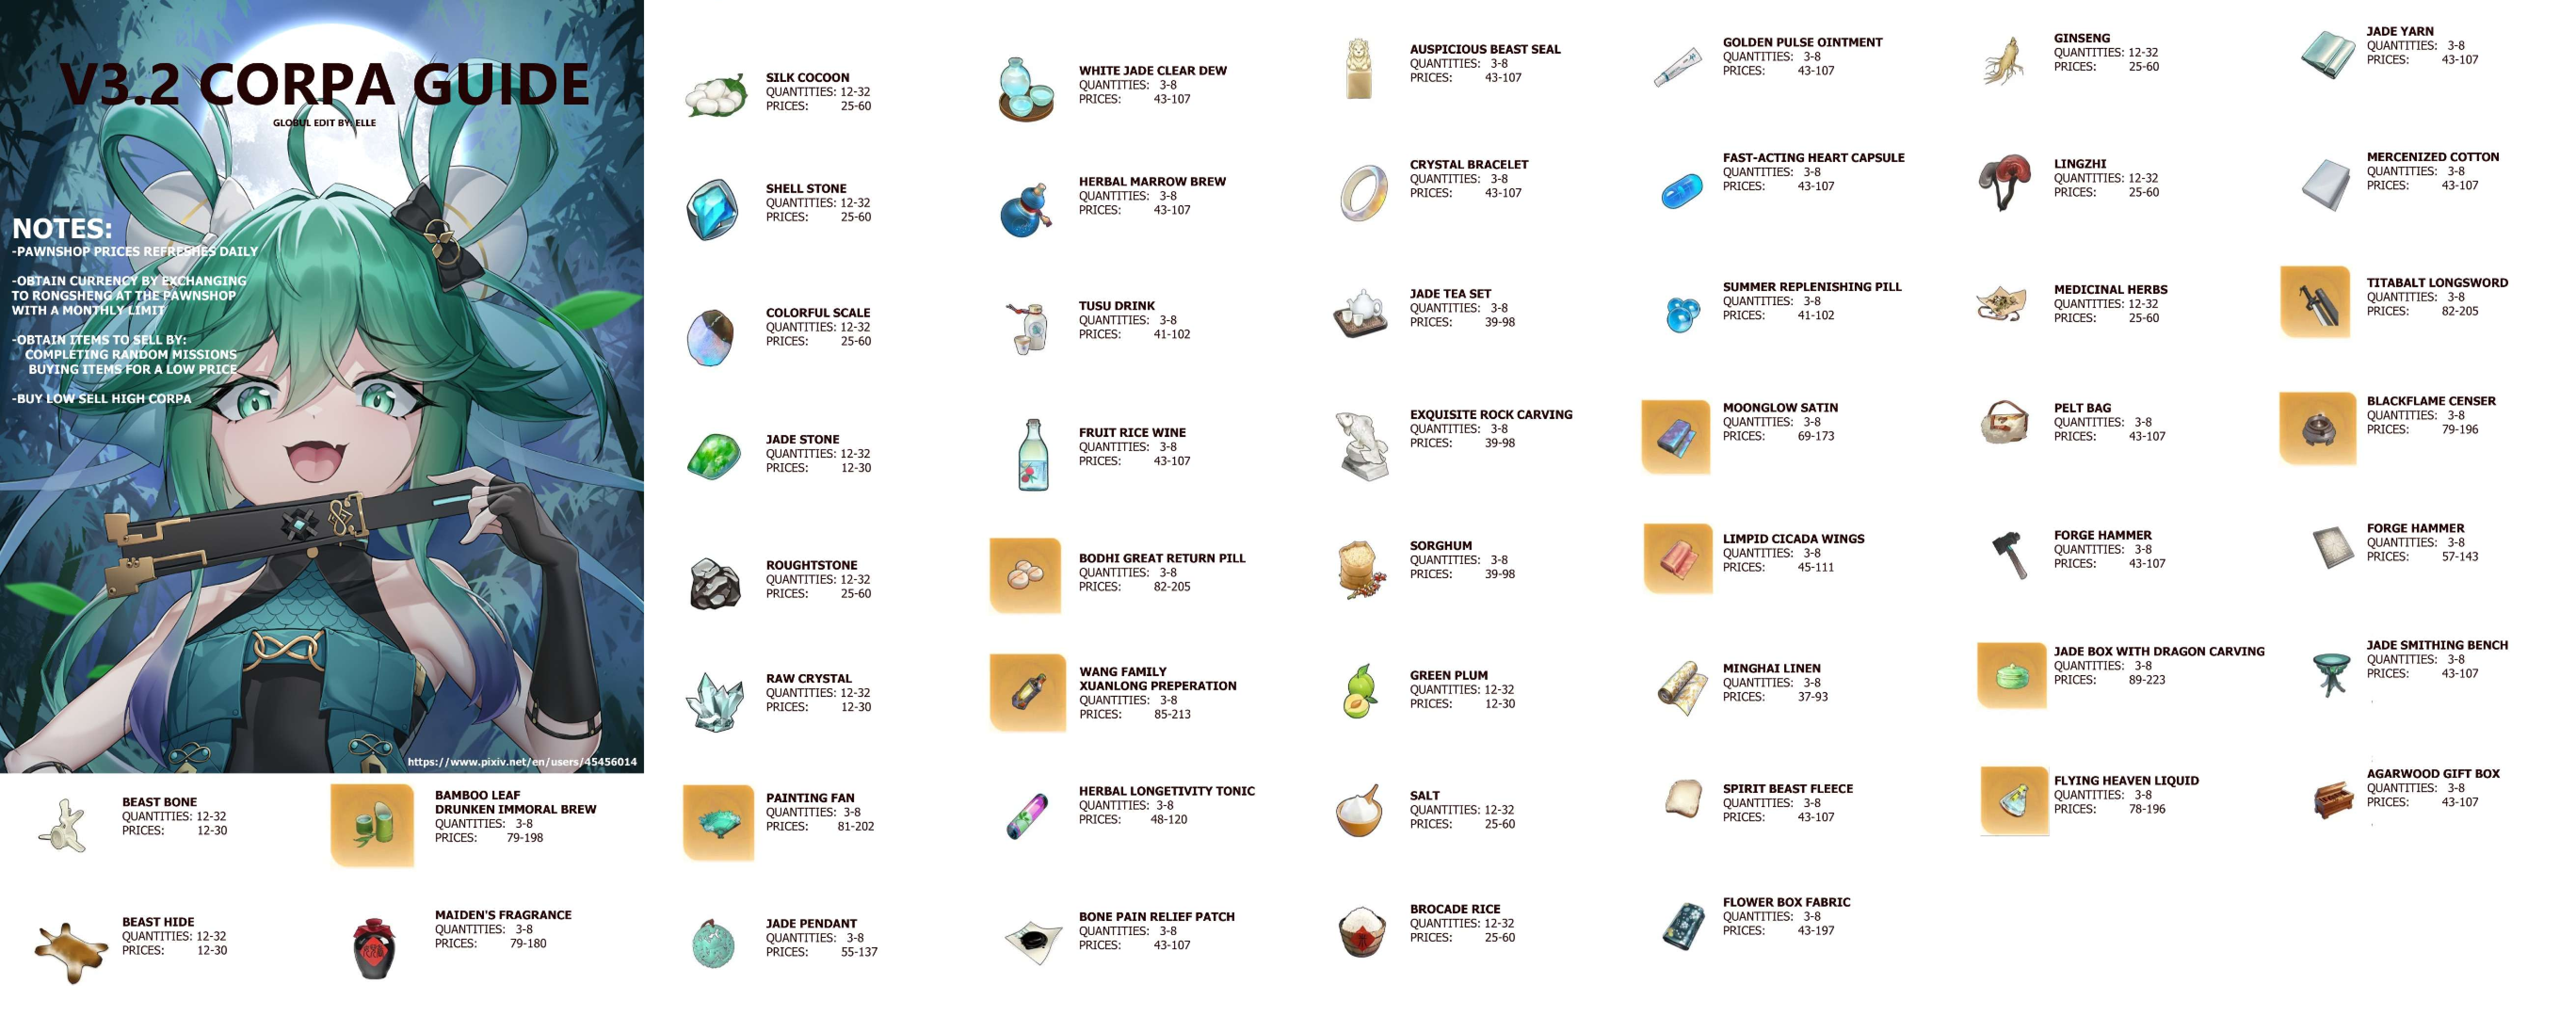 V3.2 CORPA GUIDE
GLOBUL EDIT BY: ELLE
NOTES:
-PAWNSHOP PRICES REFRESHES DAILY
-OBTAIN CURRENCY BY EXCHANGING
TO RONGSHENG AT THE PAWNSHOP
WITH A MONTHLY LIMIT
-OBTAIN ITEMS TO SELL BY:
COMPLETING RANDOM MISSIONS
BUYING ITEMS FOR A LOW PRICE
-BUY LOW SELL HIGH CORPA
https://www.pixiv.net/en/users/45456014
BEAST BONE
QUANTITIES: 12-32
PRICES: 12-30
BEAST HIDE
QUANTITIES: 12-32
PRICES: 12-30
BAMBOO LEAF
DRUNKEN IMMORAL BREW
QUANTITIES: 3-8
PRICES: 79-198
MAIDEN'S FRAGRANCE
QUANTITIES: 3-8
PRICES: 79-180
SILK COCOON
QUANTITIES: 12-32
PRICES: 25-60
SHELL STONE
QUANTITIES: 12-32
PRICES: 25-60
COLORFUL SCALE
QUANTITIES: 12-32
PRICES: 25-60
JADE STONE
QUANTITIES: 12-32
PRICES: 12-30
ROUGHTSTONE
QUANTITIES: 12-32
PRICES: 25-60
RAW CRYSTAL
QUANTITIES: 12-32
PRICES: 12-30
PAINTING FAN
QUANTITIES: 3-8
PRICES: 81-202
JADE PENDANT
QUANTITIES: 3-8
PRICES: 55-137
WHITE JADE CLEAR DEW
QUANTITIES: 3-8
PRICES: 43-107
HERBAL MARROW BREW
QUANTITIES: 3-8
PRICES: 43-107
TUSU DRINK
QUANTITIES: 3-8
PRICES: 41-102
FRUIT RICE WINE
QUANTITIES: 3-8
PRICES: 43-107
BODHI GREAT RETURN PILL
QUANTITIES: 3-8
PRICES: 82-205
WANG FAMILY
XUANLONG PREPERATION
QUANTITIES: 3-8
PRICES: 85-213
HERBAL LONGETIVITY TONIC
QUANTITIES: 3-8
PRICES: 48-120
BONE PAIN RELIEF PATCH
QUANTITIES: 3-8
PRICES: 43-107
AUSPICIOUS BEAST SEAL
QUANTITIES: 3-8
PRICES: 43-107
CRYSTAL BRACELET
QUANTITIES: 3-8
PRICES: 43-107
JADE TEA SET
QUANTITIES: 3-8
PRICES: 39-98
EXQUISITE ROCK CARVING
QUANTITIES: 3-8
PRICES: 39-98
SORGHUM
QUANTITIES: 3-8
PRICES: 39-98
GREEN PLUM
QUANTITIES: 12-32
PRICES: 12-30
SALT
QUANTITIES: 12-32
PRICES: 25-60
BROCADE RICE
QUANTITIES: 12-32
PRICES: 25-60
GOLDEN PULSE OINTMENT
QUANTITIES: 3-8
PRICES: 43-107
FAST-ACTING HEART CAPSULE
QUANTITIES: 3-8
PRICES: 43-107
SUMMER REPLENISHING PILL
QUANTITIES: 3-8
PRICES: 41-102
MOONGLOW SATIN
QUANTITIES: 3-8
PRICES: 69-173
LIMPID CICADA WINGS
QUANTITIES: 3-8
PRICES: 45-111
MINGHAI LINEN
QUANTITIES: 3-8
PRICES: 37-93
SPIRIT BEAST FLEECE
QUANTITIES: 3-8
PRICES: 43-107
FLOWER BOX FABRIC
QUANTITIES: 3-8
PRICES: 43-197
GINSENG
QUANTITIES: 12-32
PRICES: 25-60
LINGZHI
QUANTITIES: 12-32
PRICES: 25-60
MEDICINAL HERBS
QUANTITIES: 12-32
PRICES: 25-60
PELT BAG
QUANTITIES: 3-8
PRICES: 43-107
FORGE HAMMER
QUANTITIES: 3-8
PRICES: 43-107
JADE BOX WITH DRAGON CARVING
QUANTITIES: 3-8
PRICES: 89-223
FLYING HEAVEN LIQUID
QUANTITIES: 3-8
PRICES: 78-196
JADE YARN
QUANTITIES: 3-8
PRICES: 43-107
MERCENIZED COTTON
QUANTITIES: 3-8
PRICES: 43-107
TITABALT LONGSWORD
QUANTITIES: 3-8
PRICES: 82-205
BLACKFLAME CENSER
QUANTITIES: 3-8
PRICES: 79-196
FORGE HAMMER
QUANTITIES: 3-8
PRICES: 57-143
JADE SMITHING BENCH
QUANTITIES: 3-8
PRICES: 43-107
AGARWOOD GIFT BOX
QUANTITIES: 3-8
PRICES: 43-107